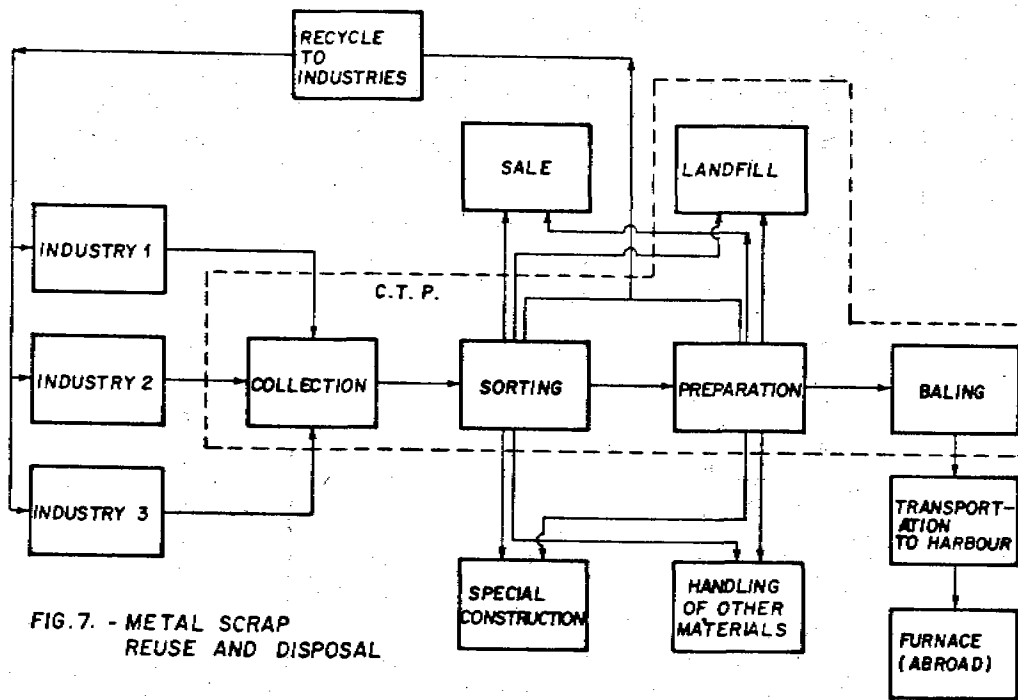 RECYCLE
TO
INDUSTRIES
SALE
LANDFILL
INDUSTRY 1
C.T.P.
INDUSTRY 2
COLLECTION
SORTING
PREPARATION
BALING
INDUSTRY 3
TRANSPORT-
ATION
TO HARBOUR
SPECIAL
CONSTRUCTION
HANDLING
OF OTHER
MATERIALS
FURNACE
(ABROAD)
FIG. 7. - METAL SCRAP
REUSE AND DISPOSAL